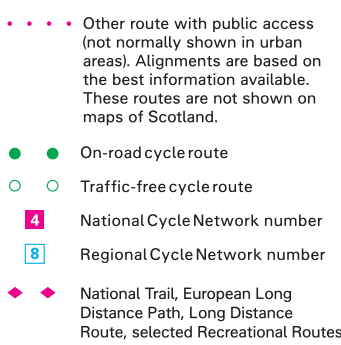 Other route with public access
(not normally shown in urban
areas). Alignments are based on
the best information available.
These routes are not shown on
maps of Scotland.
On-road cycle route
Traffic-free cycle route
4 National Cycle Network number
8 Regional Cycle Network number
National Trail, European Long
Distance Path, Long Distance
Route, selected Recreational Routes